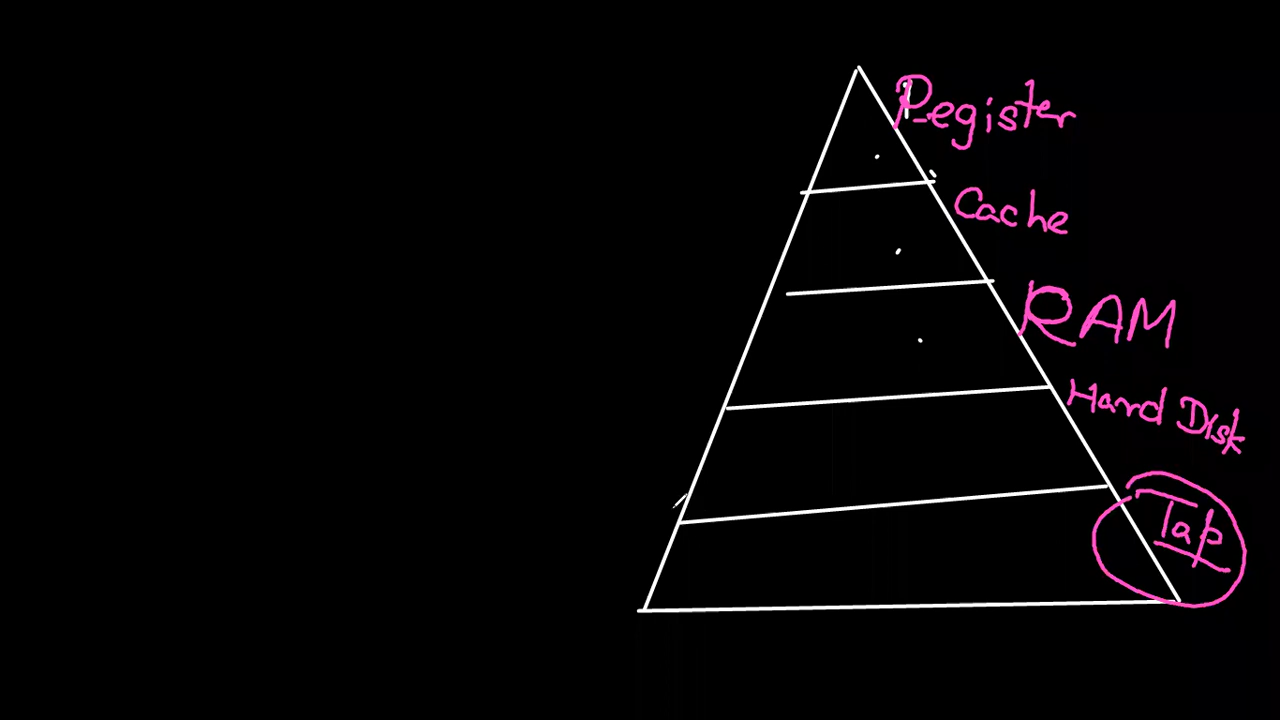 Register
Cache
RAM
Hard Disk
Tap